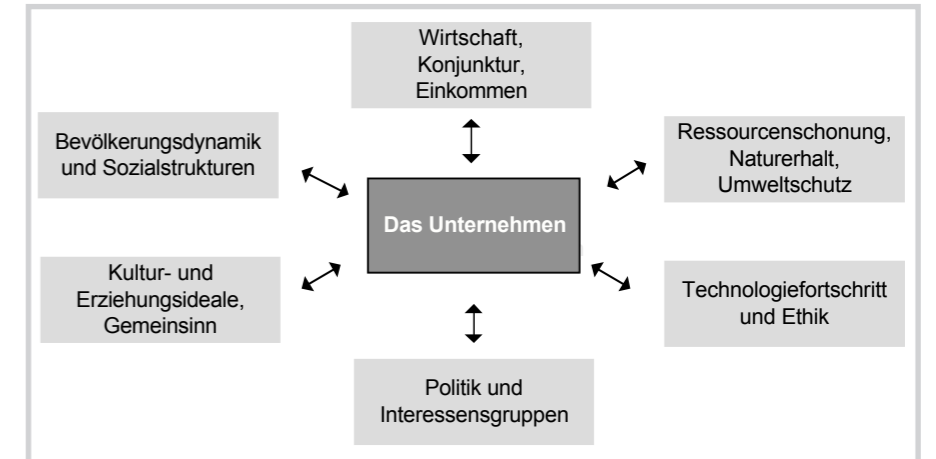 Wirtschaft,
Konjunktur,
Einkommen
Bevölkerungsdynamik
und Sozialstrukturen
Ressourcenschonung,
Naturerhalt,
Umweltschutz
Das Unternehmen
Kultur- und
Erziehungsideale,
Gemeinsinn
Technologiefortschritt
und Ethik
Politik und
Interessensgruppen